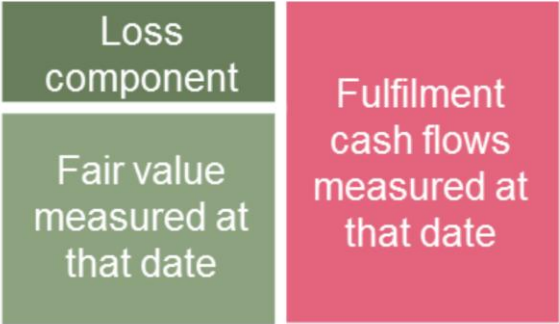 Loss
component
Fair value
measured at
that date
Fulfilment
cash flows
measured at
that date